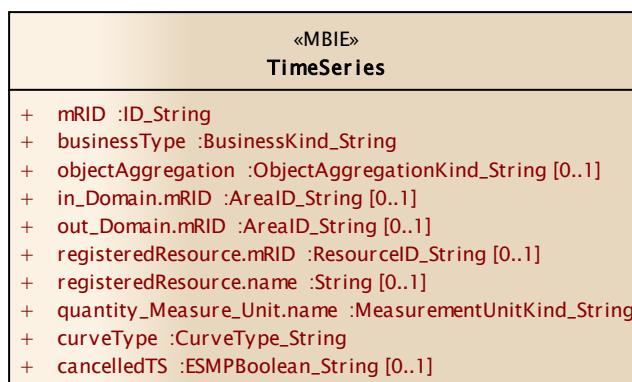 «MBIE»
TimeSeries
+ mRID :ID_String
+ businessType :BusinessKind_String
+ objectAggregation :ObjectAggregationKind_String [0..1]
+ in_Domain.mRID :AreaID_String [0..1]
+ out_Domain.mRID :AreaID_String [0..1]
+ registeredResource.mRID :ResourceID_String [0..1]
+ registeredResource.name :String [0..1]
+ quantity_Measure_Unit.name :MeasurementUnitKind_String
+ curveType :CurveType_String
+ cancelledTS :ESMPBoolean_String [0..1]